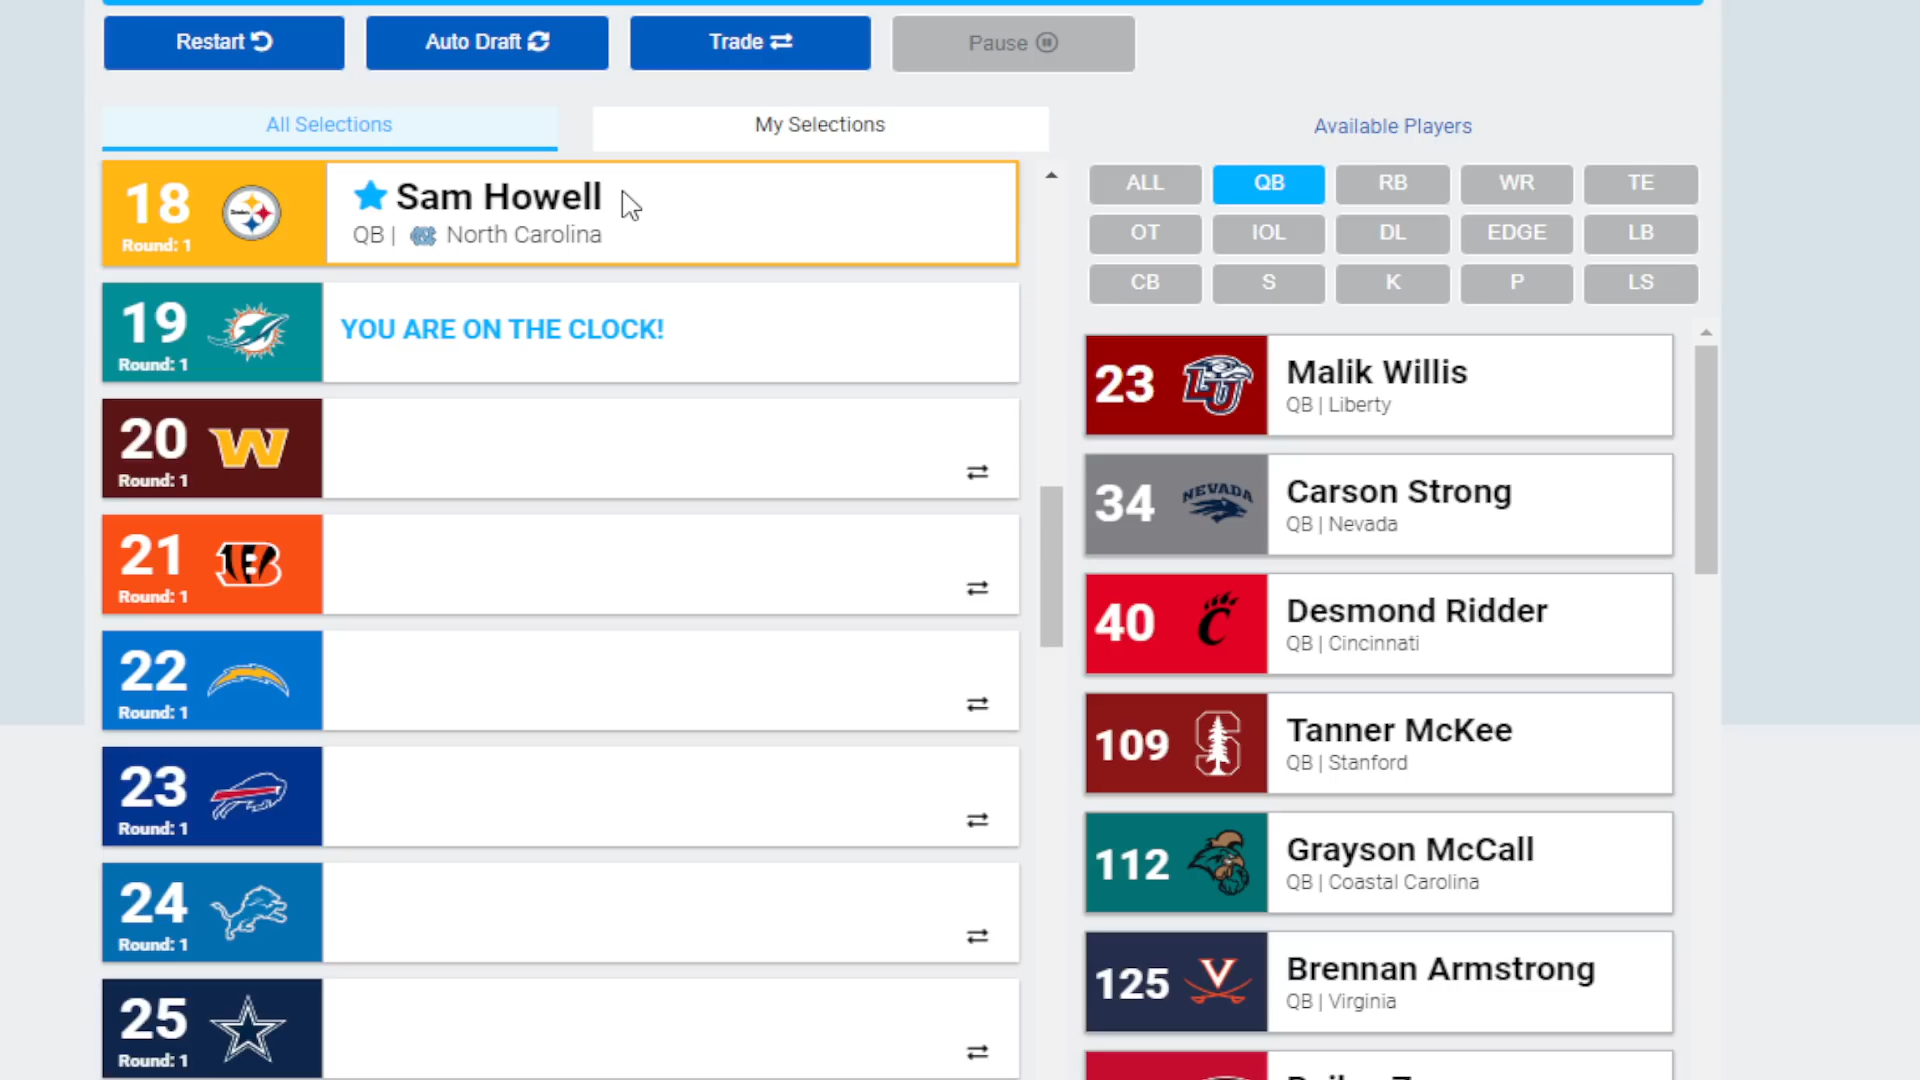 Restart
Auto Draft
Trade
Pause
All Selections
My Selections
Available Players
18
Round: 1
Steelers
Sam Howell
QB | NC North Carolina
19
Round: 1
YOU ARE ON THE CLOCK!
20
Round: 1
W
21
Round: 1
B
22
Round: 1
23
Round: 1
24
Round: 1
25
Round: 1
ALL
QB
RB
WR
TE
OT
IOL
DL
EDGE
LB
CB
S
K
P
LS
23
LU
Malik Willis
QB | Liberty
34
NEVADA
Carson Strong
QB | Nevada
40
C
Desmond Ridder
QB | Cincinnati
109
S
Tanner McKee
QB | Stanford
112
Grayson McCall
QB | Coastal Carolina
125
V
Brennan Armstrong
QB | Virginia